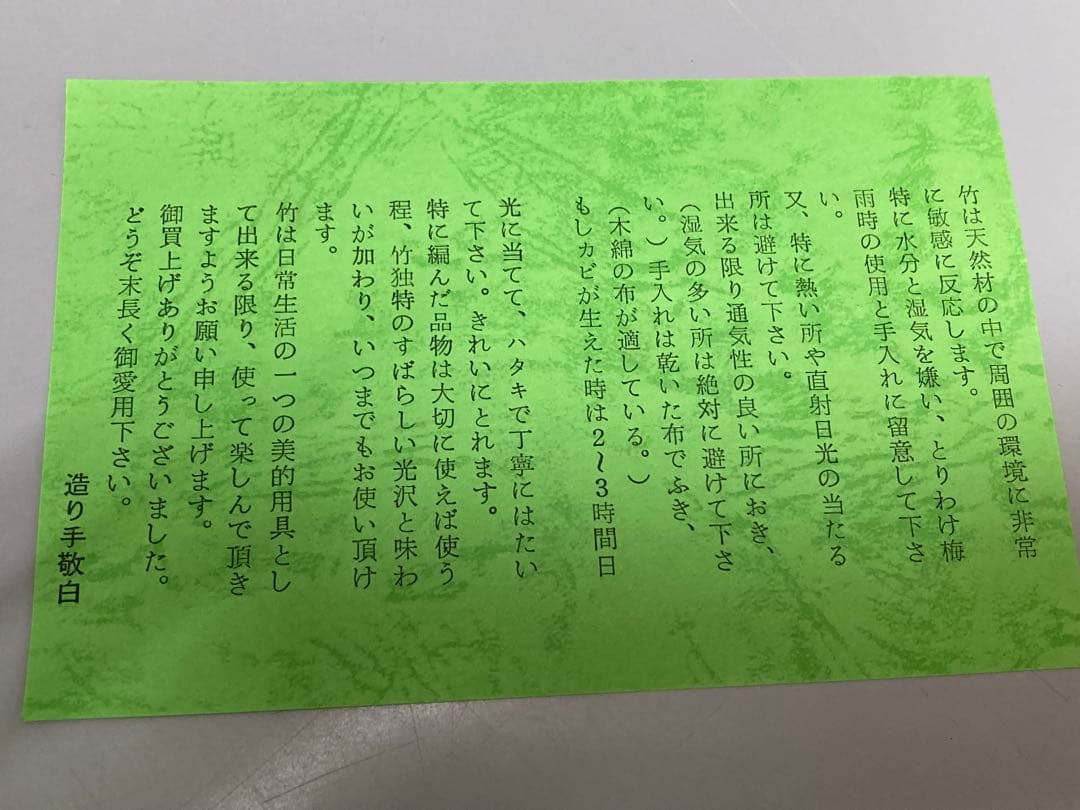 竹は天然材の中で周囲の環境に非常
に敏感に反応します。
特に水分と湿気を嫌い、とりわけ梅
雨時の使用と手入れに留意して下さ
い。
又、特に熱い所や直射日光の当たる
所は避けて下さい。
出来る限り通気性の良い所におき、
(湿気の多い所は絶対に避けて下さ
い。)手入れは乾いた布でふき、
(木綿の布が適している。)
もしカビが生えた時は2〜3時間日
光に当てて、ハタキで丁寧にはたい
て下さい。きれいにとれます。
特に編んだ品物は大切に使えば使う
程、竹独特のすばらしい光沢と味わ
いが加わり、いつまでもお使い頂け
ます。
竹は日常生活の一つの美的用具とし
て出来る限り、使って楽しんで頂き
ますようお願い申し上げます。
御買上げありがとうございました。
どうぞ末長く御愛用下さい。
造り手敬白